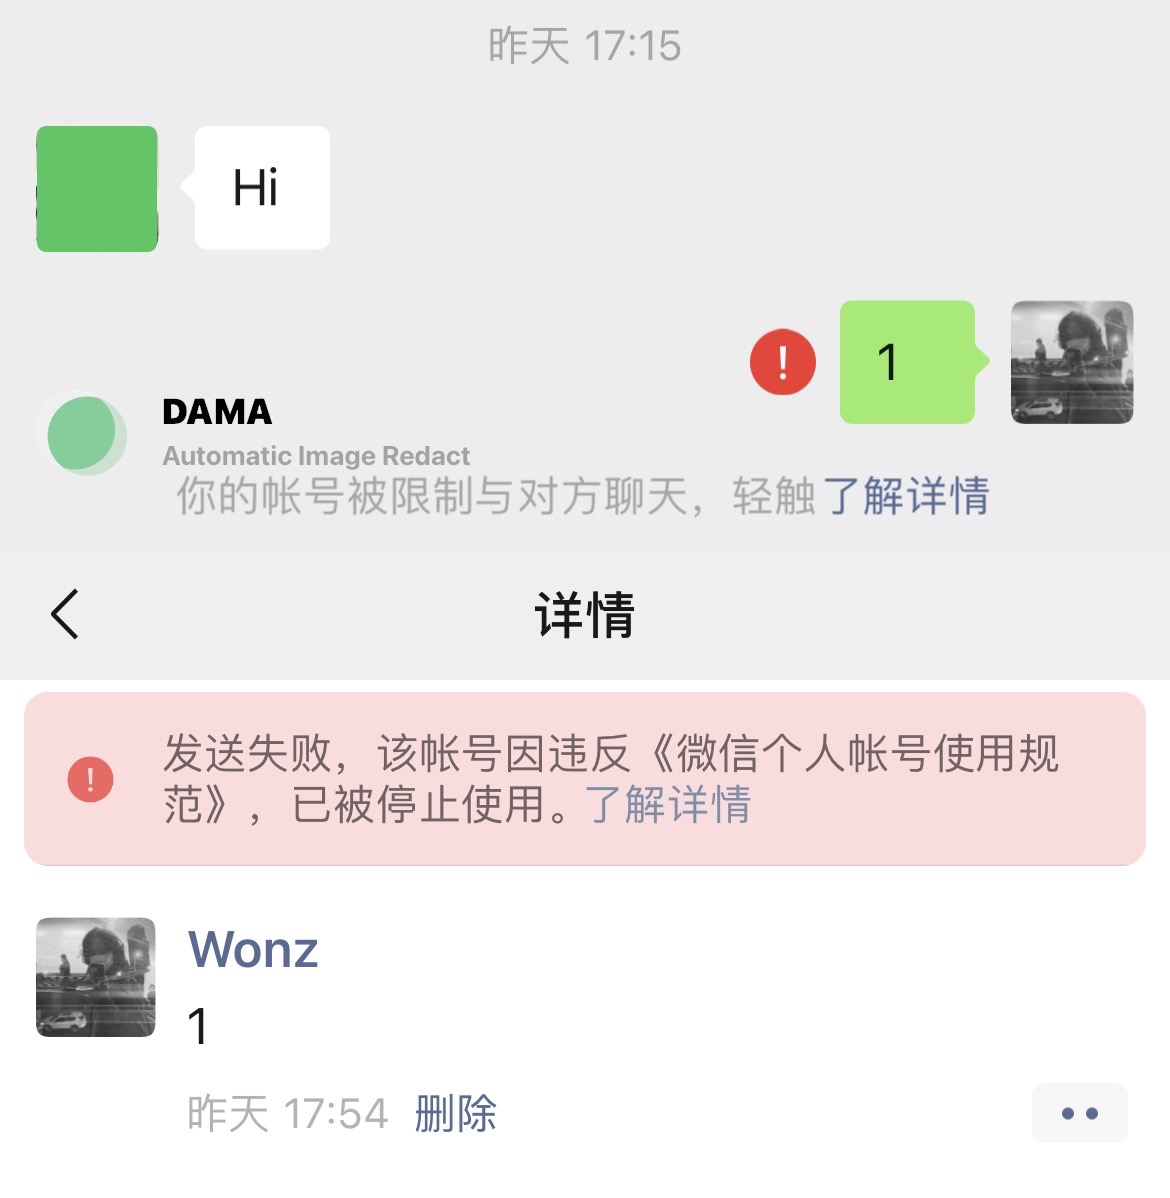 昨天 17:15
Hi
!
1
DAMA
Automatic Image Redact
你的帐号被限制与对方聊天，轻触了解详情
详情
!
发送失败，该帐号因违反《微信个人帐号使用规
范》，已被停止使用。了解详情
Wonz
1
昨天 17:54 删除